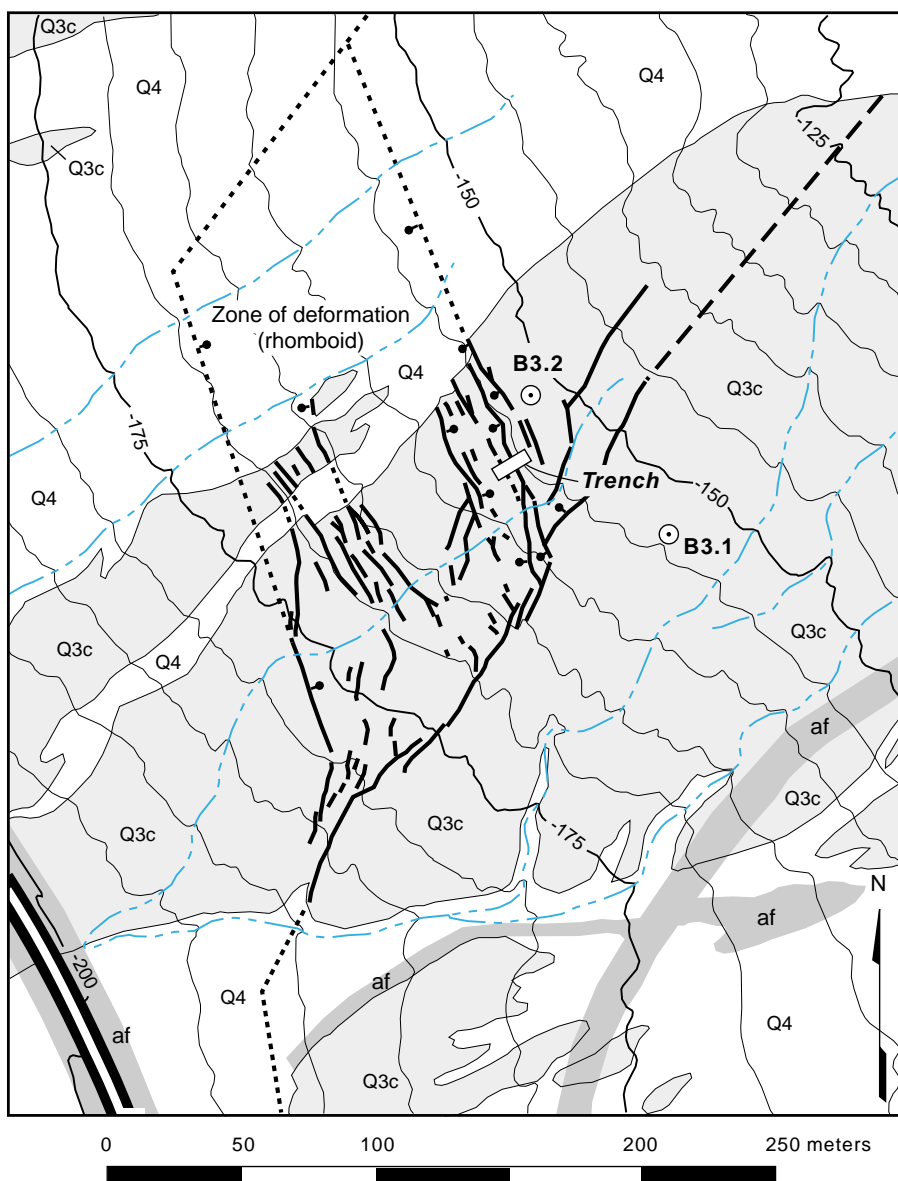 Q3c
Q4
Q4
-125
Q3c
-150
Zone of deformation
(rhomboid)
Q4
B3.2
Q3c
-175
Q4
Trench
-150
B3.1
Q3c
Q4
Q3c
af
Q3c
Q3c
Q3c
-175
N
-200
af
af
Q4
af
Q4
Q3c
0 50 100 200 250 meters